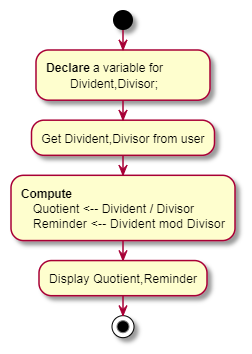 Declare a variable for
Divident,Divisor;
Get Divident,Divisor from user
Compute
Quotient <-- Divident / Divisor
Reminder <-- Divident mod Divisor
Display Quotient,Reminder